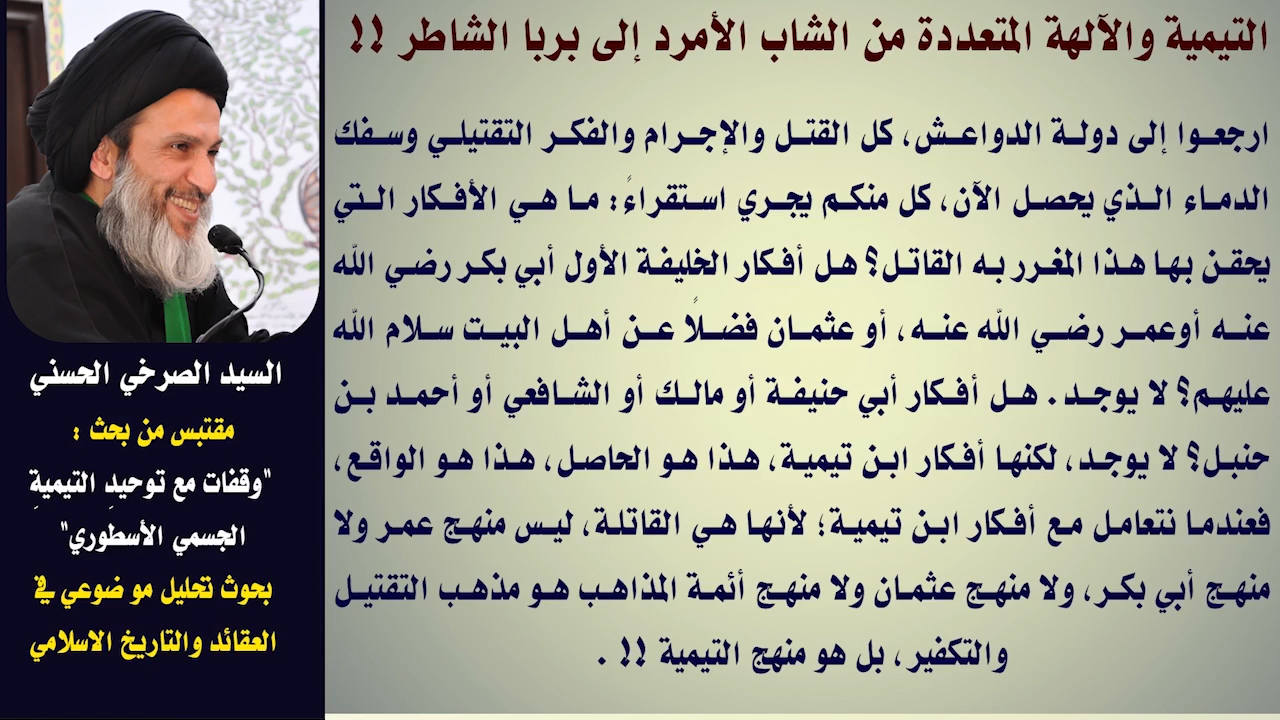 التيمية والآلهة المتعددة من الشاب الأمرد إلى بربا الشاطر !!
ارجعوا إلى دولة الدواعش، كل القتل والإجرام والفكر التقتيلي وسفك
الدماء الذي يحصل الآن، كل منكم يجري استقراءً: ما هي الأفكار التي
يحقن بها هذا المغرر به القاتل؟ هل أفكار الخليفة الأول أبي بكر رضي الله
عنه أوعمر رضي الله عنه، أو عثمان فضلاً عن أهل البيت سلام الله
عليهم؟ لا يوجد. هل أفكار أبي حنيفة أو مالك أو الشافعي أو أحمد بن
حنبل؟ لا يوجد، لكنها أفكار ابن تيمية، هذا هو الحاصل، هذا هو الواقع،
فعندما نتعامل مع أفكار ابن تيمية؛ لأنها هي القاتلة، ليس منهج عمر ولا
منهج أبي بكر، ولا منهج عثمان ولا منهج أئمة المذاهب هو مذهب التقتيل
والتكفير، بل هو منهج التيمية !! .
السيد الصرخي الحسني
مقتبس من بحث :
"وقفات مع توحيدِ التيميةِ
الجسمي الأسطوري"
بحوث تحليل مو ضوعي في
العقائد والتاريخ الاسلامي